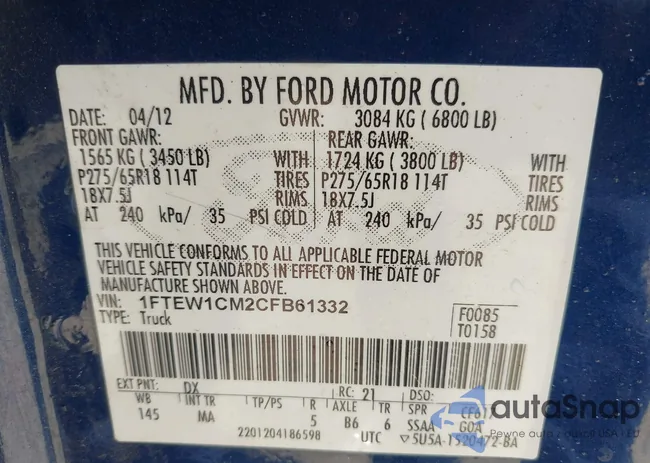 MFD. BY FORD MOTOR CO.
DATE: 04/12 GVWR: 3084 KG ( 6800 LB)
FRONT GAWR: REAR GAWR:
1565 KG ( 3450 LB) WITH 1724 KG ( 3800 LB) WITH
P275/65R18 114T TIRES P275/65R18 114T TIRES
18X7.5J RIMS 18X7.5J RIMS
AT 240 kPa/ 35 PSI COLD AT 240 kPa/ 35 PSI COLD
THIS VEHICLE CONFORMS TO ALL APPLICABLE FEDERAL MOTOR
VEHICLE SAFETY STANDARDS IN EFFECT ON THE DATE OF
MANUFACTURE SHOWN ABOVE.
VIN: 1FTEW1CM2CFB61332 F0085
TYPE: Truck T0158
EXT PNT: DX RC: 21 DSO:
WB INT TR TP/PS R AXLE TR SPR
145 MA 5 B6 6 SSAA GOA
2201204186598 UTC ▽5U5A-1520472-BA
autoSnap